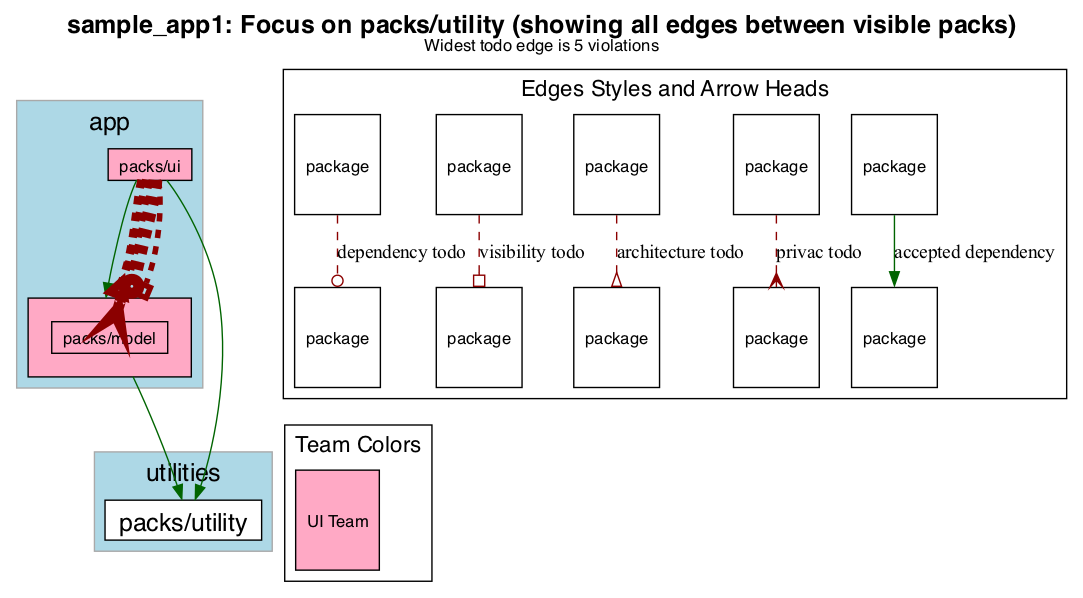 sample_app1: Focus on packs/utility (showing all edges between visible packs)
Widest todo edge is 5 violations
app
packs/ui
packs/model
utilities
packs/utility
Edges Styles and Arrow Heads
package
package
package
package
package
dependency todo
visibility todo
architecture todo
privac todo
accepted dependency
package
package
package
package
package
Team Colors
UI Team